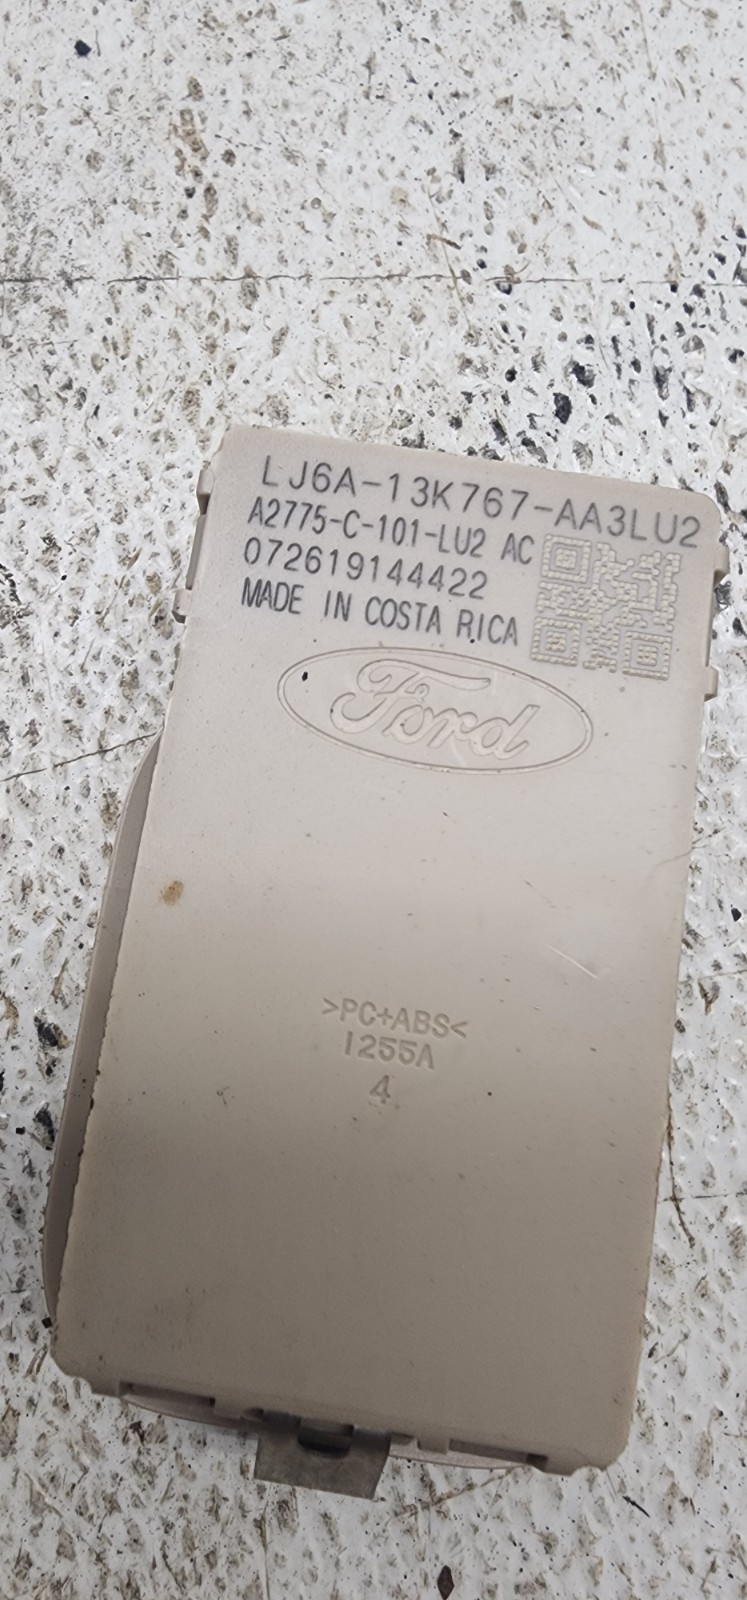 LJ6A-13K767-AA3LU2
A2775-C-101-LU2 AC
072619144422
MADE IN COSTA RICA
Ford
>PC+ABS<
1255A
4